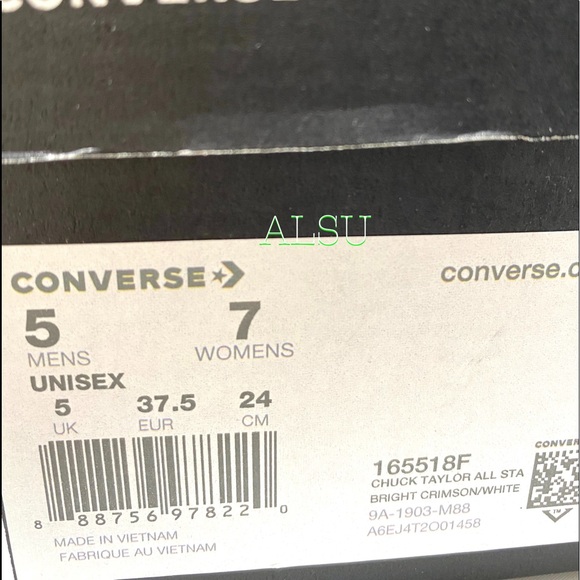 CONVERSE
ALSU
CONVERSE
converse.c
5 7
MENS WOMENS
UNISEX
5 37.5 24
UK EUR CM
8 88756 97822 0
MADE IN VIETNAM
FABRIQUE AU VIETNAM
165518F
CHUCK TAYLOR ALL STA
BRIGHT CRIMSON/WHITE
9A-1903-M88
A6EJ4T2O01458
CONVER
TM